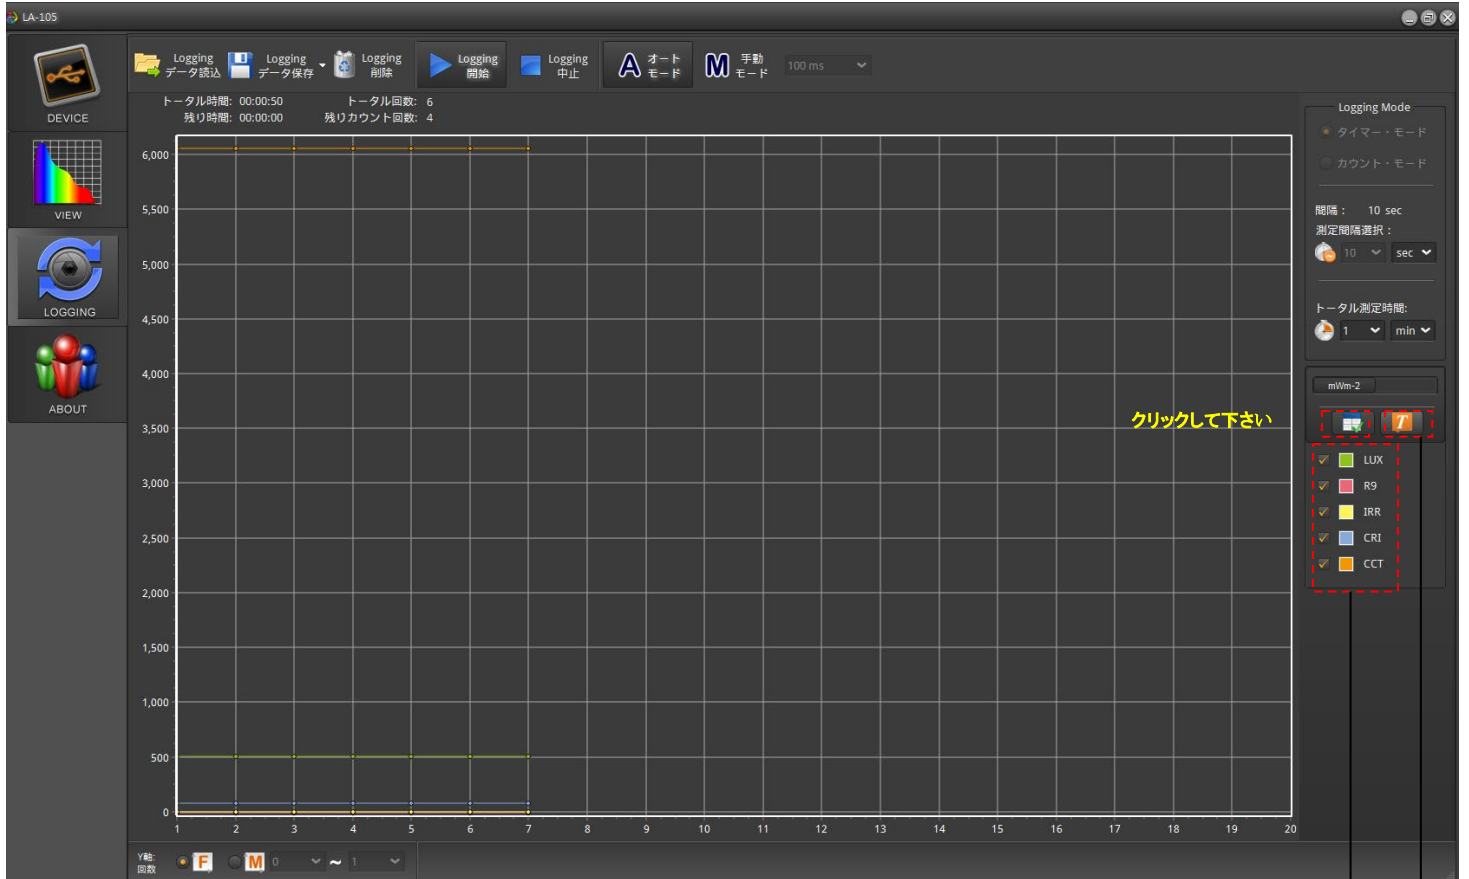 LA-105
DEVICE
VIEW
LOGGING
ABOUT
Logging
データ読込
Logging
データ保存
Logging
削除
Logging
開始
Logging
中止
A オート
モード
M 手動
モード
100 ms
トータル時間: 00:00:50 トータル回数: 6
残り時間: 00:00:00 残りカウント回数: 4
6,000
5,500
5,000
4,500
4,000
3,500
3,000
2,500
2,000
1,500
1,000
500
0
1 2 3 4 5 6 7 8 9 10 11 12 13 14 15 16 17 18 19 20
クリックして下さい
Logging Mode
タイマー・モード
カウント・モード
間隔： 10 sec
測定間隔選択：
10 sec
トータル測定時間:
1 min
mWm-2
T
LUX
R9
IRR
CRI
CCT
Y軸:
回数
F M 0 ~ 1